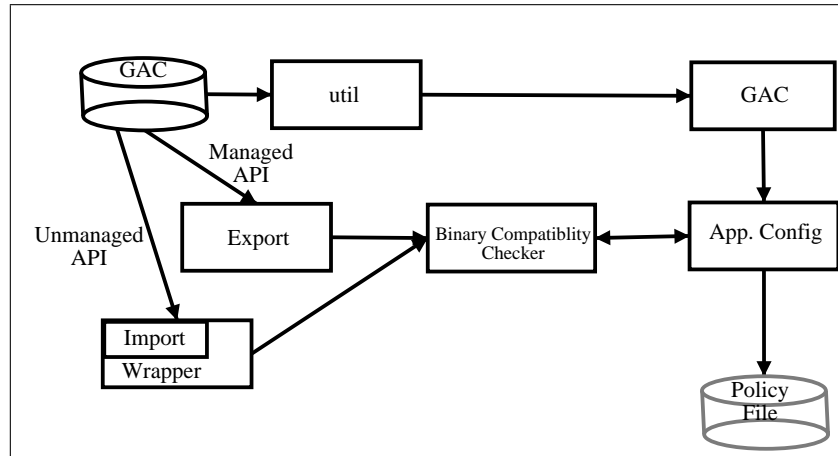 GAC
util
GAC
Managed
API
Unmanaged
API
Export
Binary Compatiblity
Checker
App. Config
Import
Wrapper
Policy
File